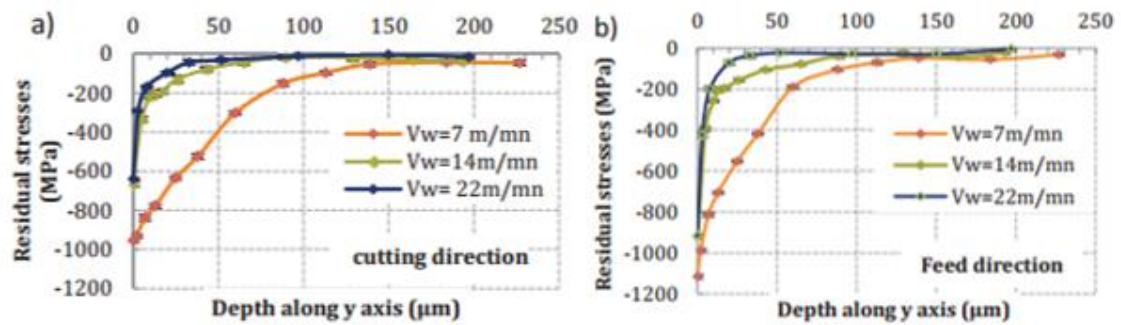 a)
0 50 100 150 200 250
0
-200
-400
-600
-800
-1000
-1200
Residual stresses
(MPa)
Vw=7 m/mn
Vw=14m/mn
Vw= 22m/mn
cutting direction
Depth along y axis (µm)
b)
0 50 100 150 200 250
0
-200
-400
-600
-800
-1000
-1200
Residual stresses (MPa)
Vw=7m/mn
Vw=14m/mn
Vw=22m/mn
Feed direction
Depth along y axis (µm)